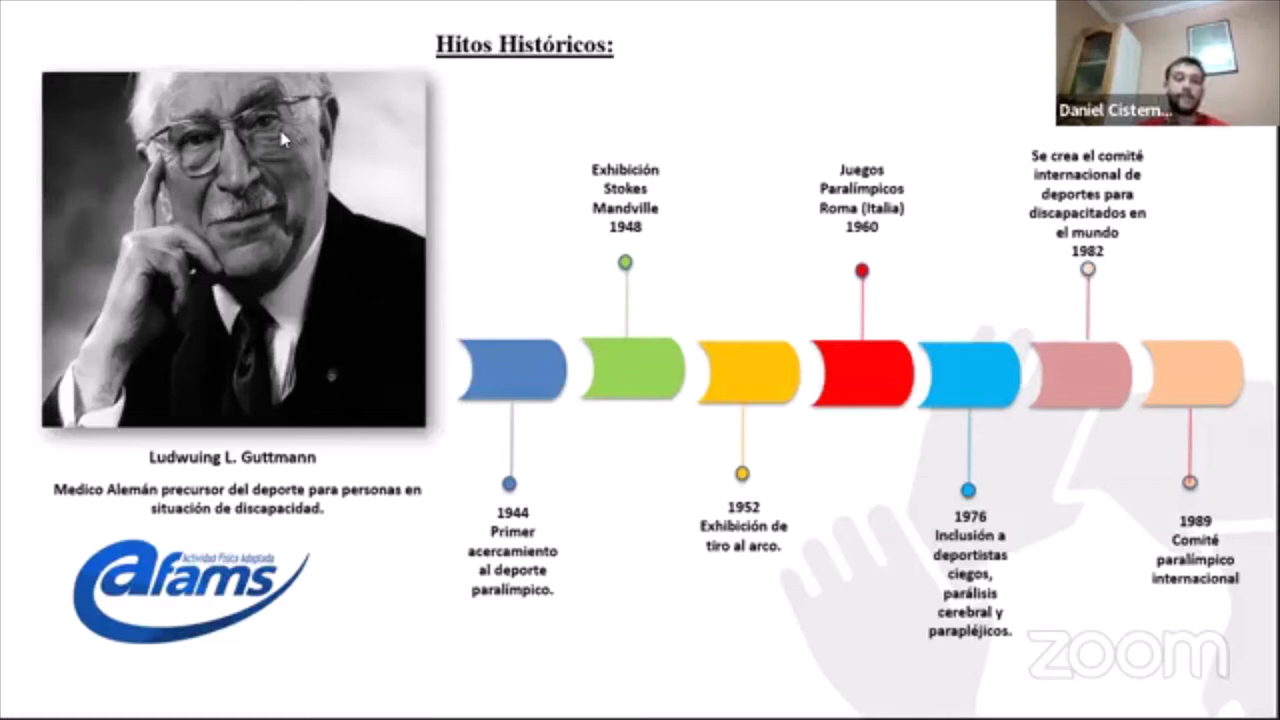 Hitos Históricos:
Daniel Cistern...
Ludwuing L. Guttmann
Medico Alemán precursor del deporte para personas en
situación de discapacidad.
Actividad Física Adaptada
afams
1944
Primer
acercamiento
al deporte
paralímpico.
Exhibición
Stokes
Mandville
1948
1952
Exhibición de
tiro al arco.
Juegos
Paralímpicos
Roma (Italia)
1960
1976
Inclusión a
deportistas
ciegos,
parálisis
cerebral y
parapléjicos.
Se crea el comité
internacional de
deportes para
discapacitados en
el mundo
1982
1989
Comité
paralímpico
internacional
zoom